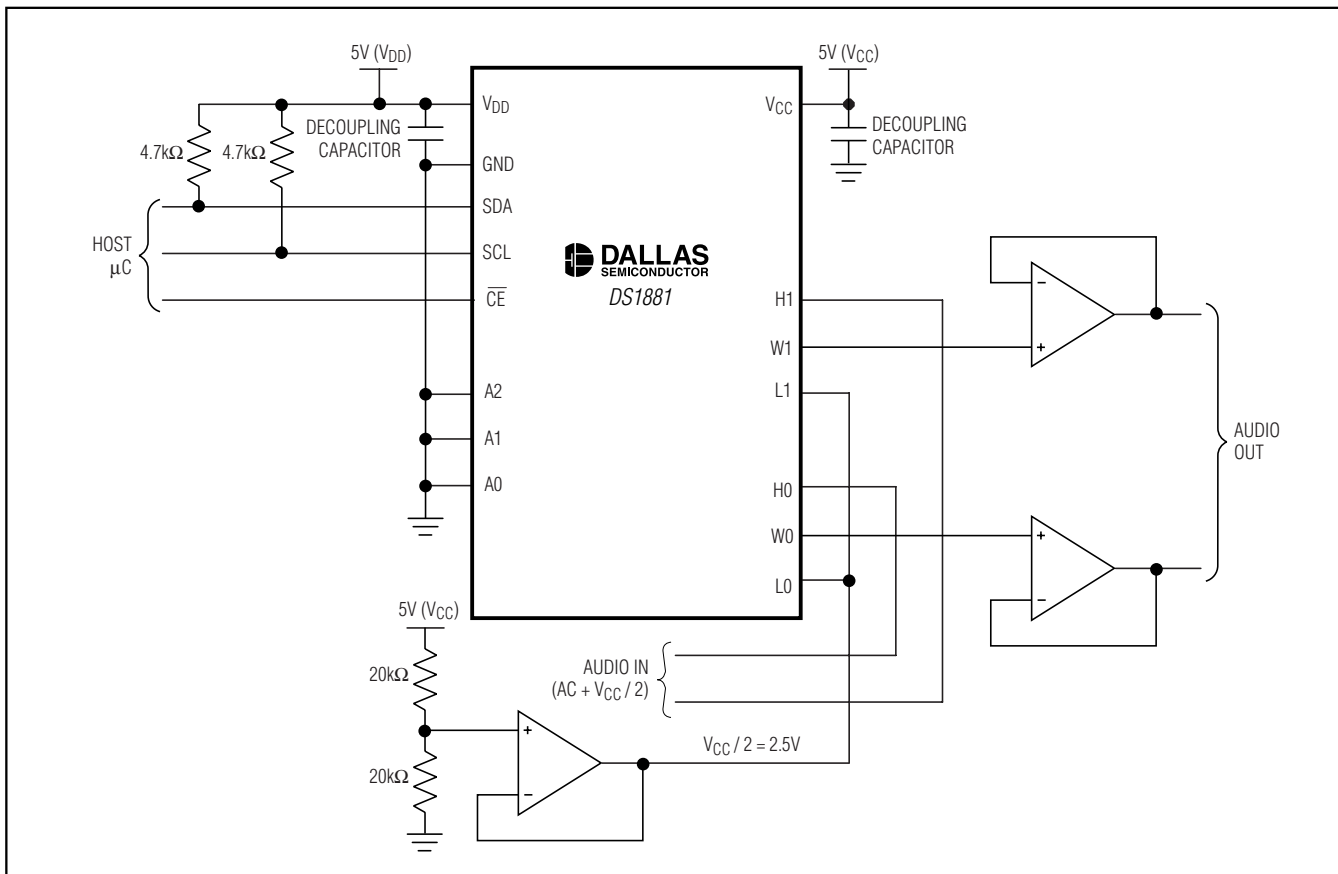 5V (VDD)
5V (VCC)
VDD
VCC
DECOUPLING
CAPACITOR
DECOUPLING
CAPACITOR
4.7kΩ
4.7kΩ
GND
SDA
HOST
μC
SCL
CE
DALLAS
SEMICONDUCTOR
DS1881
H1
W1
L1
A2
A1
A0
H0
W0
L0
-
+
+
-
AUDIO
OUT
5V (VCC)
20kΩ
20kΩ
AUDIO IN
(AC + VCC / 2)
+
-
VCC / 2 = 2.5V